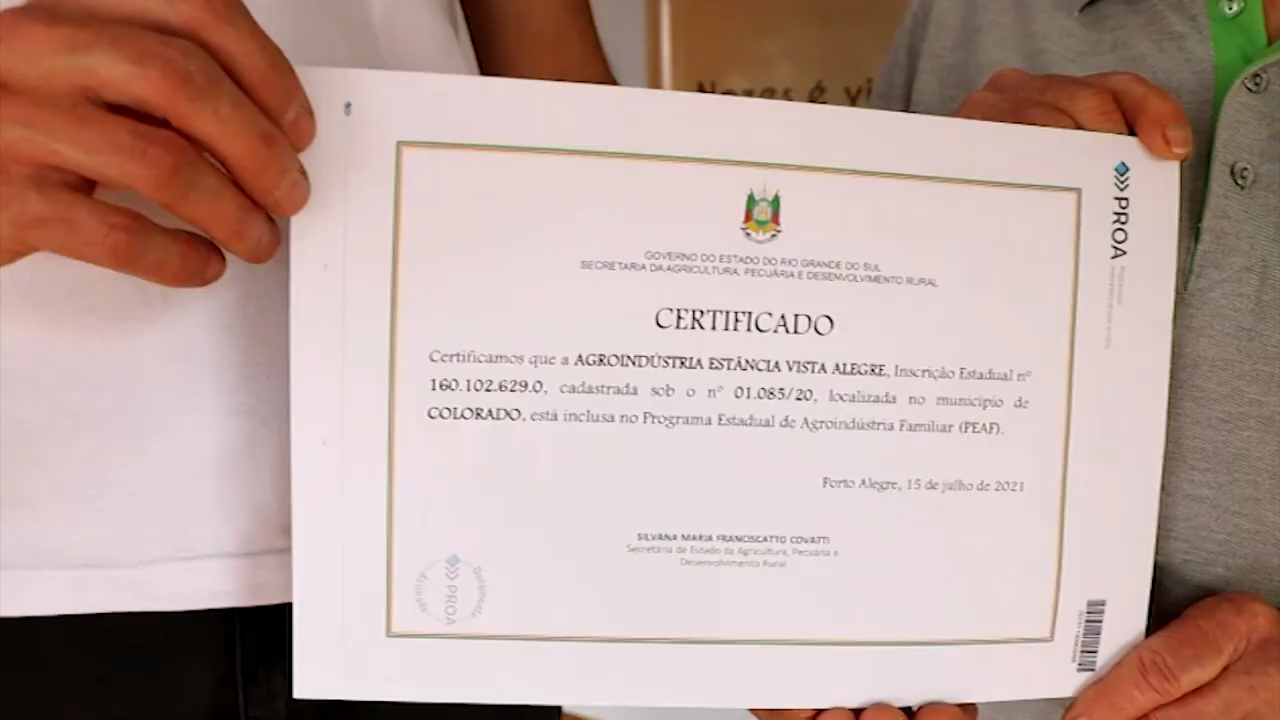 Nozes é vi
GOVERNO DO ESTADO DO RIO GRANDE DO SUL
SECRETARIA DA AGRICULTURA, PECUÁRIA E DESENVOLVIMENTO RURAL
CERTIFICADO
Certificamos que a AGROINDÚSTRIA ESTÂNCIA VISTA ALEGRE, Inscrição Estadual nº
160.102.629.0, cadastrada sob o nº 01.085/20, localizada no município de
COLORADO, está inclusa no Programa Estadual de Agroindústria Familiar (PEAF).
Porto Alegre, 15 de julho de 2021
SILVANA MARIA FRANCISCATTO COVATTI
Secretária de Estado da Agricultura, Pecuária e
Desenvolvimento Rural
PROA
PROA